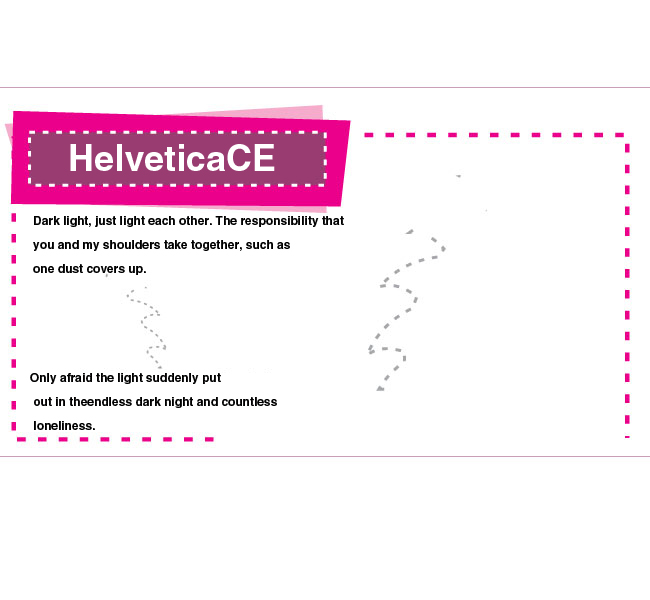 HelveticaCE
Dark light, just light each other. The responsibility that
you and my shoulders take together, such as
one dust covers up.
Only afraid the light suddenly put
out in theendless dark night and countless
loneliness.